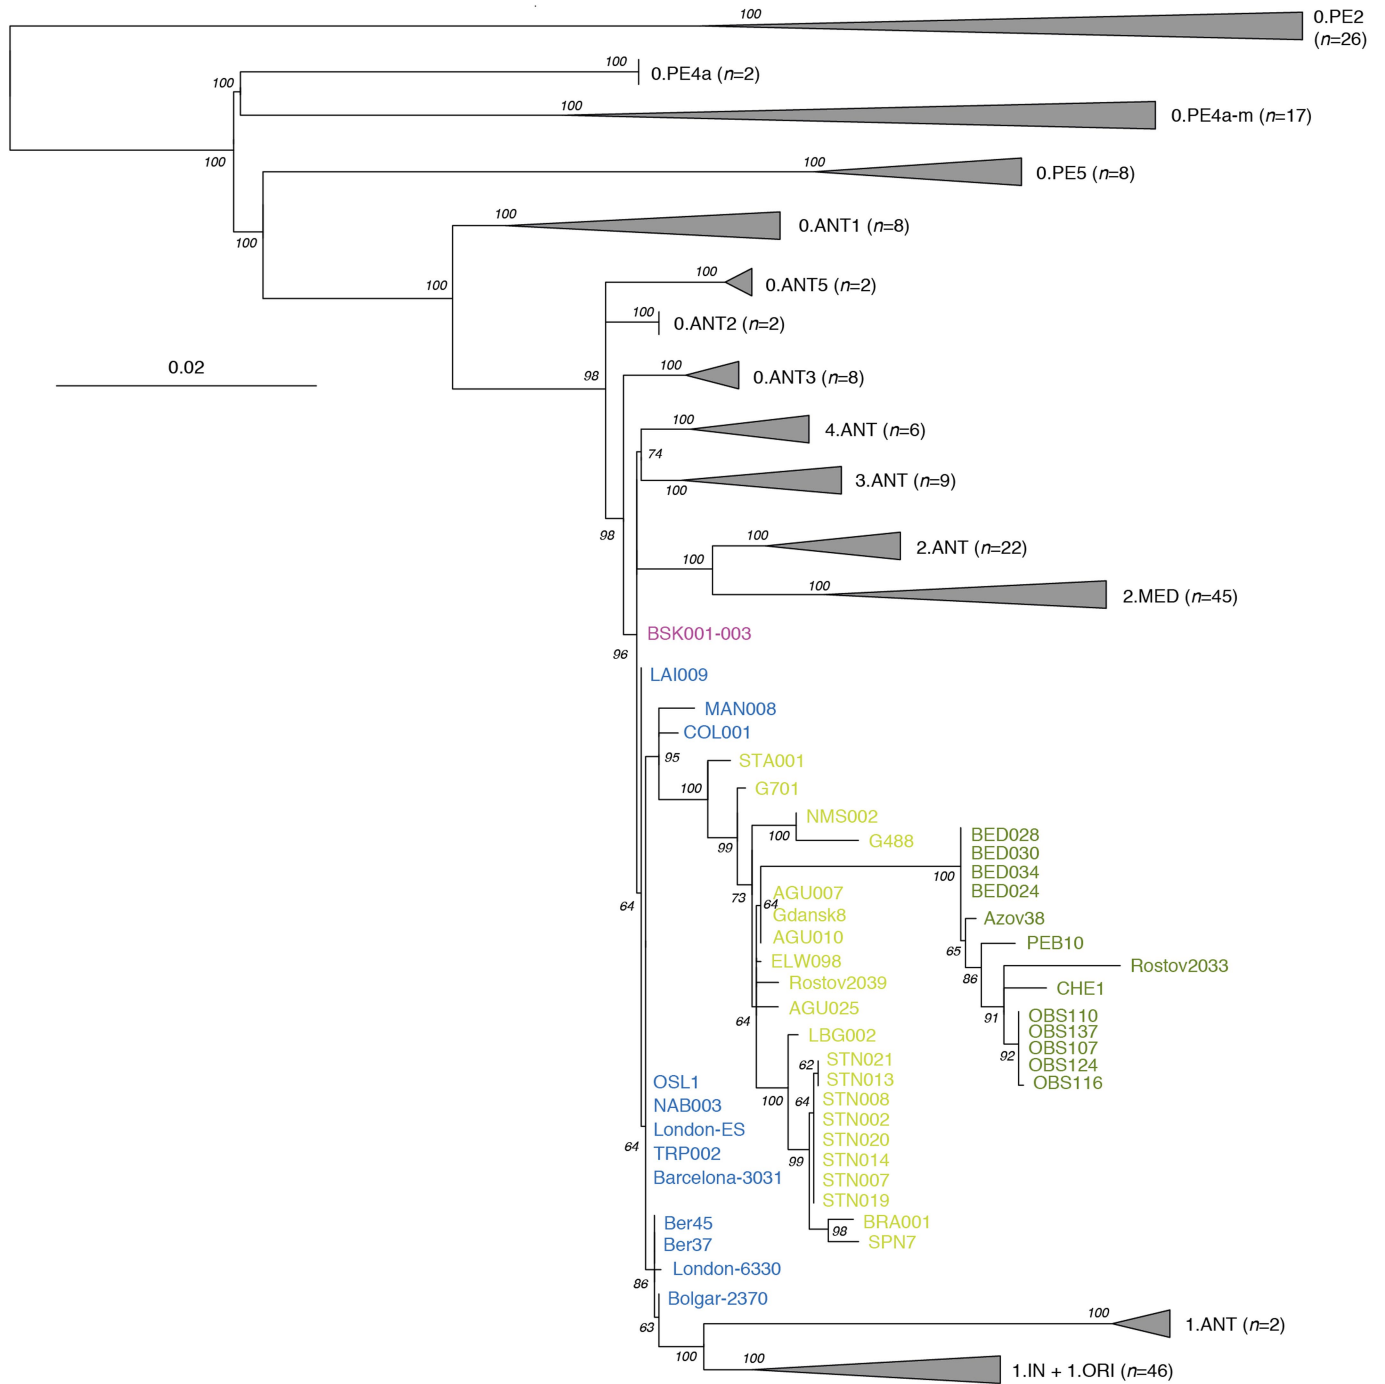 100
0.PE2
(n=26)
100
0.PE4a (n=2)
100
100
0.PE4a-m (n=17)
100
100
0.PE5 (n=8)
100
0.ANT1 (n=8)
100
100
0.ANT5 (n=2)
100
100
0.ANT2 (n=2)
0.02
98
100
0.ANT3 (n=8)
100
4.ANT (n=6)
74
100
3.ANT (n=9)
98
100
2.ANT (n=22)
100
100
2.MED (n=45)
BSK001-003
96
LAI009
MAN008
COL001
95
STA001
100
G701
NMS002
100
G488
99
BED028
BED030
BED034
BED024
100
73
64
AGU007
Gdansk8
AGU010
64
Azov38
65
PEB10
ELW098
Rostov2033
86
Rostov2039
CHE1
AGU025
64
91
OBS110
OBS137
OBS107
OBS124
OBS116
92
LBG002
62
STN021
STN013
100
64
STN008
STN002
STN020
STN014
STN007
STN019
99
OSL1
NAB003
London-ES
TRP002
Barcelona-3031
64
BRA001
98
SPN7
Ber45
Ber37
London-6330
86
Bolgar-2370
63
100
1.ANT (n=2)
100
100
1.IN + 1.ORI (n=46)